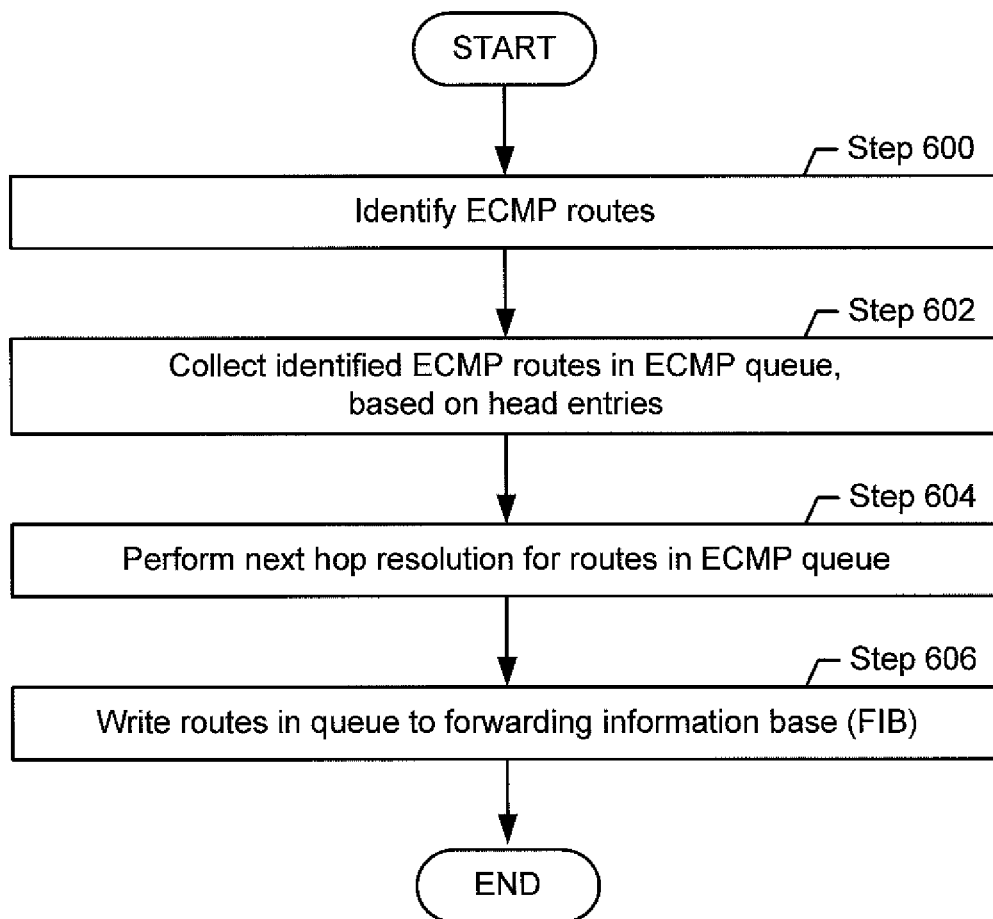 START
Step 600
Identify ECMP routes
Step 602
Collect identified ECMP routes in ECMP queue,
based on head entries
Step 604
Perform next hop resolution for routes in ECMP queue
Step 606
Write routes in queue to forwarding information base (FIB)
END